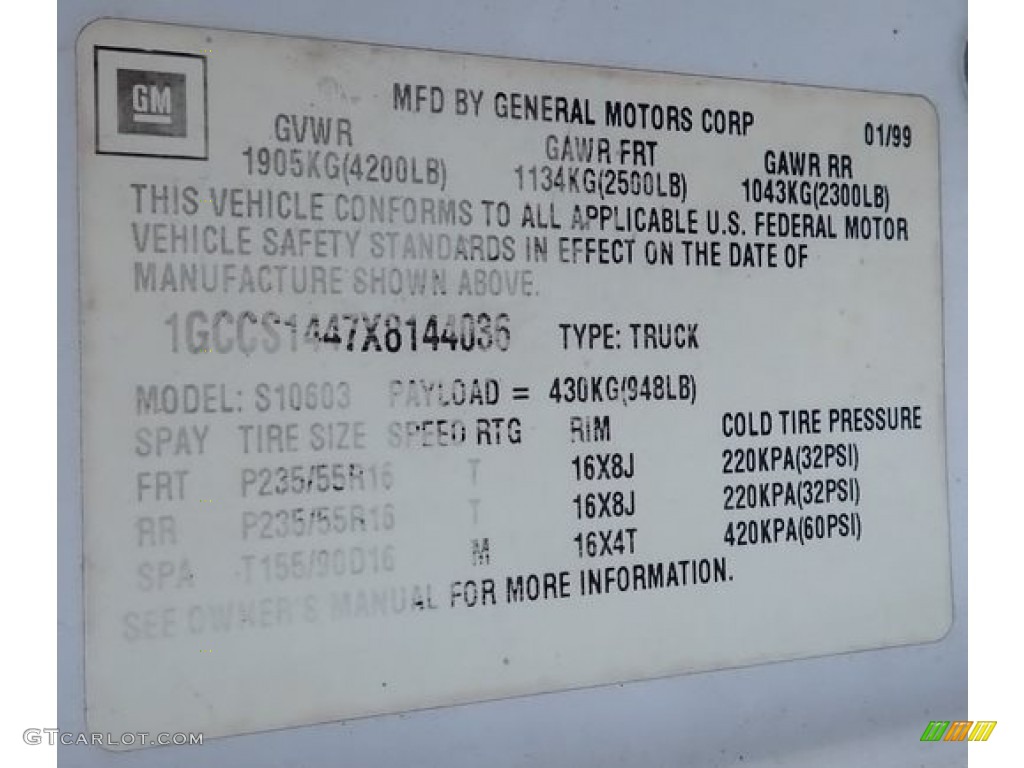 GM
MFD BY GENERAL MOTORS CORP 01/99
GVWR GAWR FRT GAWR RR
1905KG(4200LB) 1134KG(2500LB) 1043KG(2300LB)
THIS VEHICLE CONFORMS TO ALL APPLICABLE U.S. FEDERAL MOTOR
VEHICLE SAFETY STANDARDS IN EFFECT ON THE DATE OF
MANUFACTURE SHOWN ABOVE.
1GCCS1447X8144036 TYPE: TRUCK
MODEL: S10603 PAYLOAD = 430KG(948LB)
SPAY TIRE SIZE SPEED RTG RIM COLD TIRE PRESSURE
FRT P235/55R16 T 16X8J 220KPA(32PSI)
RR P235/55R16 T 16X8J 220KPA(32PSI)
SPA T155/90D16 M 16X4T 420KPA(60PSI)
SEE OWNER'S MANUAL FOR MORE INFORMATION.
GTCARLOT.COM